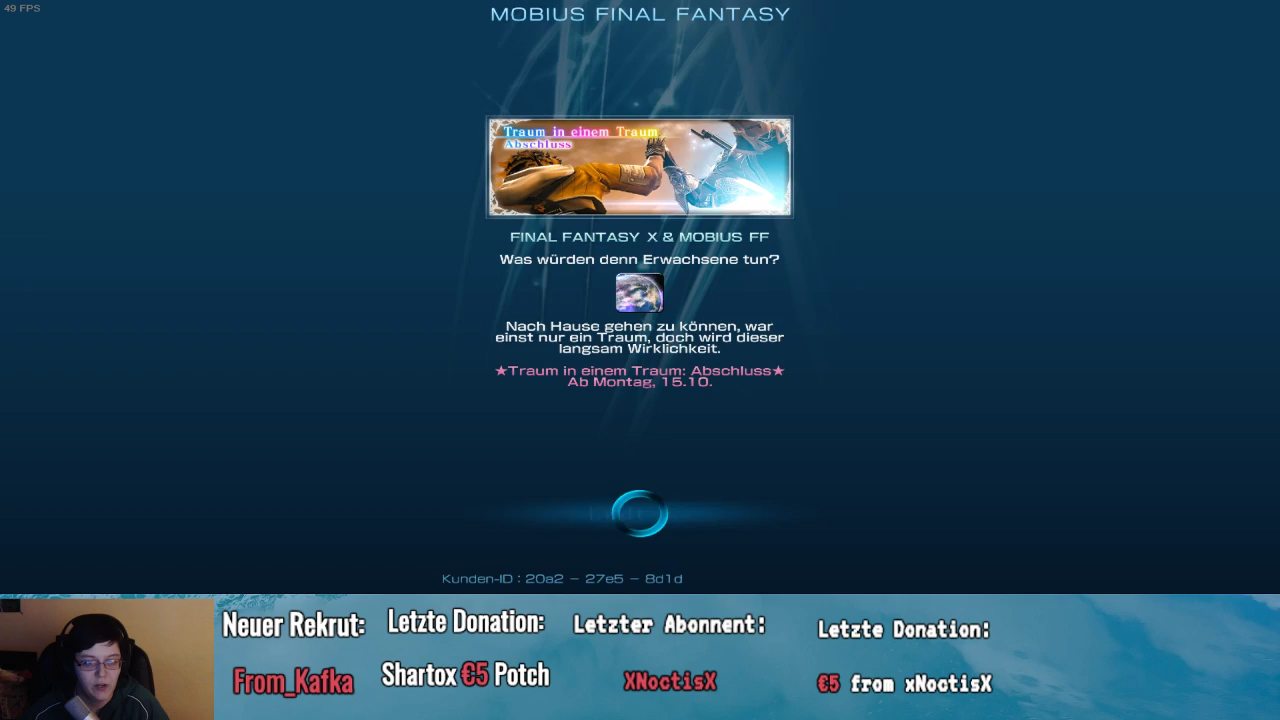 49 FPS
MOBIUS FINAL FANTASY
Traum in einem Traum
Abschluss
FINAL FANTASY X & MOBIUS FF
Was würden denn Erwachsene tun?
Nach Hause gehen zu können, war
einst nur ein Traum, doch wird dieser
langsam Wirklichkeit.
★Traum in einem Traum: Abschluss★
Ab Montag, 15.10.
Kunden-ID : 20a2 - 27e5 - 8d1d
Neuer Rekrut:
From_Kafka
Letzte Donation:
Shartox €5 Potch
Letzter Abonnent:
XNoctisX
Letzte Donation:
€5 from xNoctisX